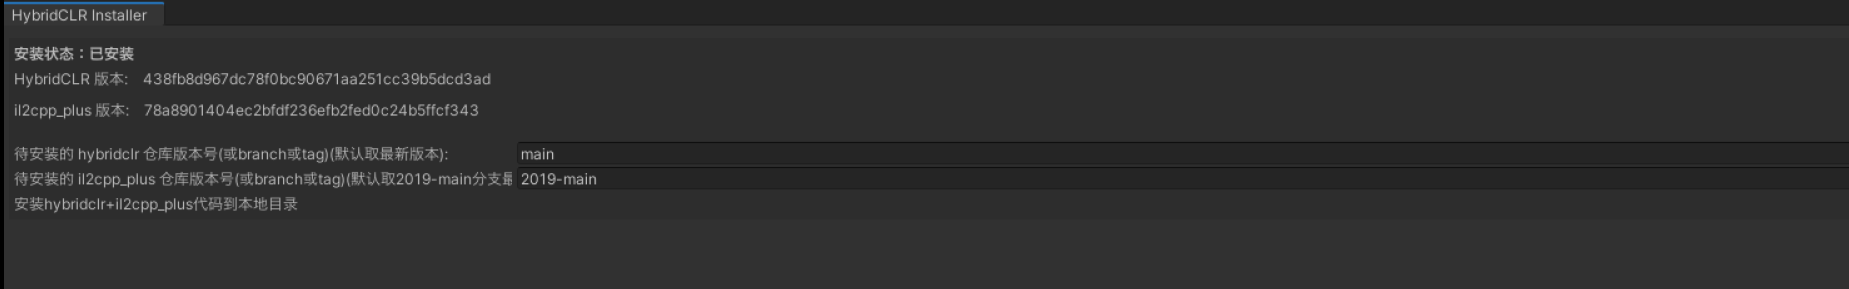 HybridCLR Installer
安装状态：已安装
HybridCLR 版本: 438fb8d967dc78f0bc90671aa251cc39b5dcd3ad
il2cpp_plus 版本: 78a8901404ec2bfdf236efb2fed0c24b5ffcf343
待安装的 hybridclr 仓库版本号(或branch或tag)(默认取最新版本): main
待安装的 il2cpp_plus 仓库版本号(或branch或tag)(默认取2019-main分支最 2019-main
安装hybridclr+il2cpp_plus代码到本地目录